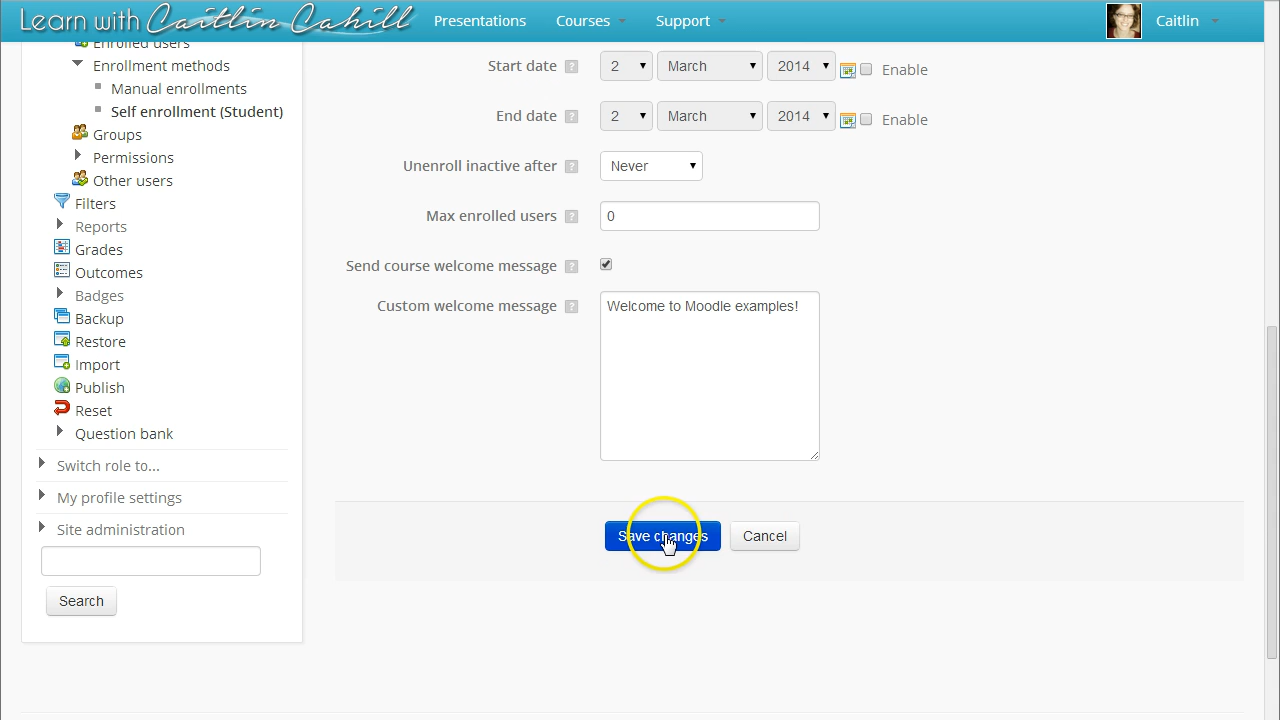 Learn with Caitlin Cahill
Presentations
Courses
Support
Caitlin
Enrolled users
Enrollment methods
Manual enrollments
Self enrollment (Student)
Groups
Permissions
Other users
Filters
Reports
Grades
Outcomes
Badges
Backup
Restore
Import
Publish
Reset
Question bank
Switch role to...
My profile settings
Site administration
Search
Start date ? 2 March 2014 Enable
End date ? 2 March 2014 Enable
Unenroll inactive after ? Never
Max enrolled users ? 0
Send course welcome message ?
Custom welcome message ? Welcome to Moodle examples!
Save changes Cancel